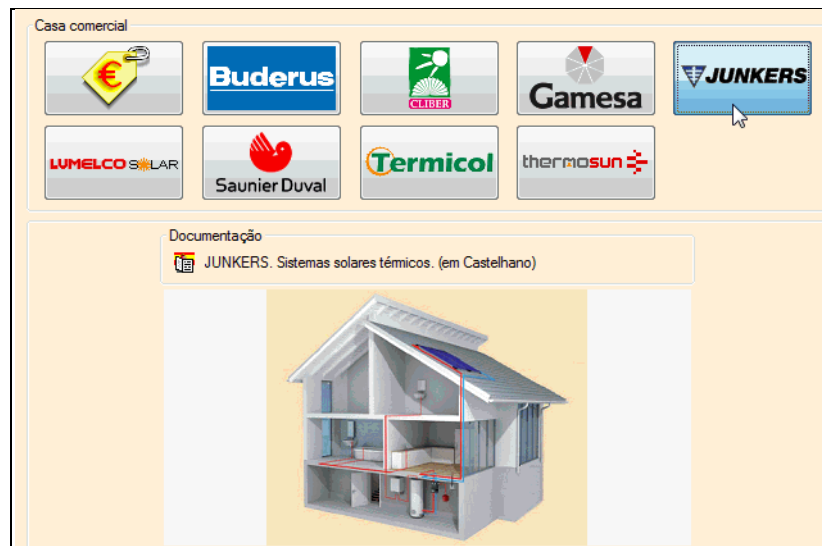 Casa comercial
€
Buderus
CLIBER
Gamesa
JUNKERS
LUMELCO SOLAR
Saunier Duval
Termicol
thermosun
Documentação
JUNKERS. Sistemas solares térmicos. (em Castelhano)